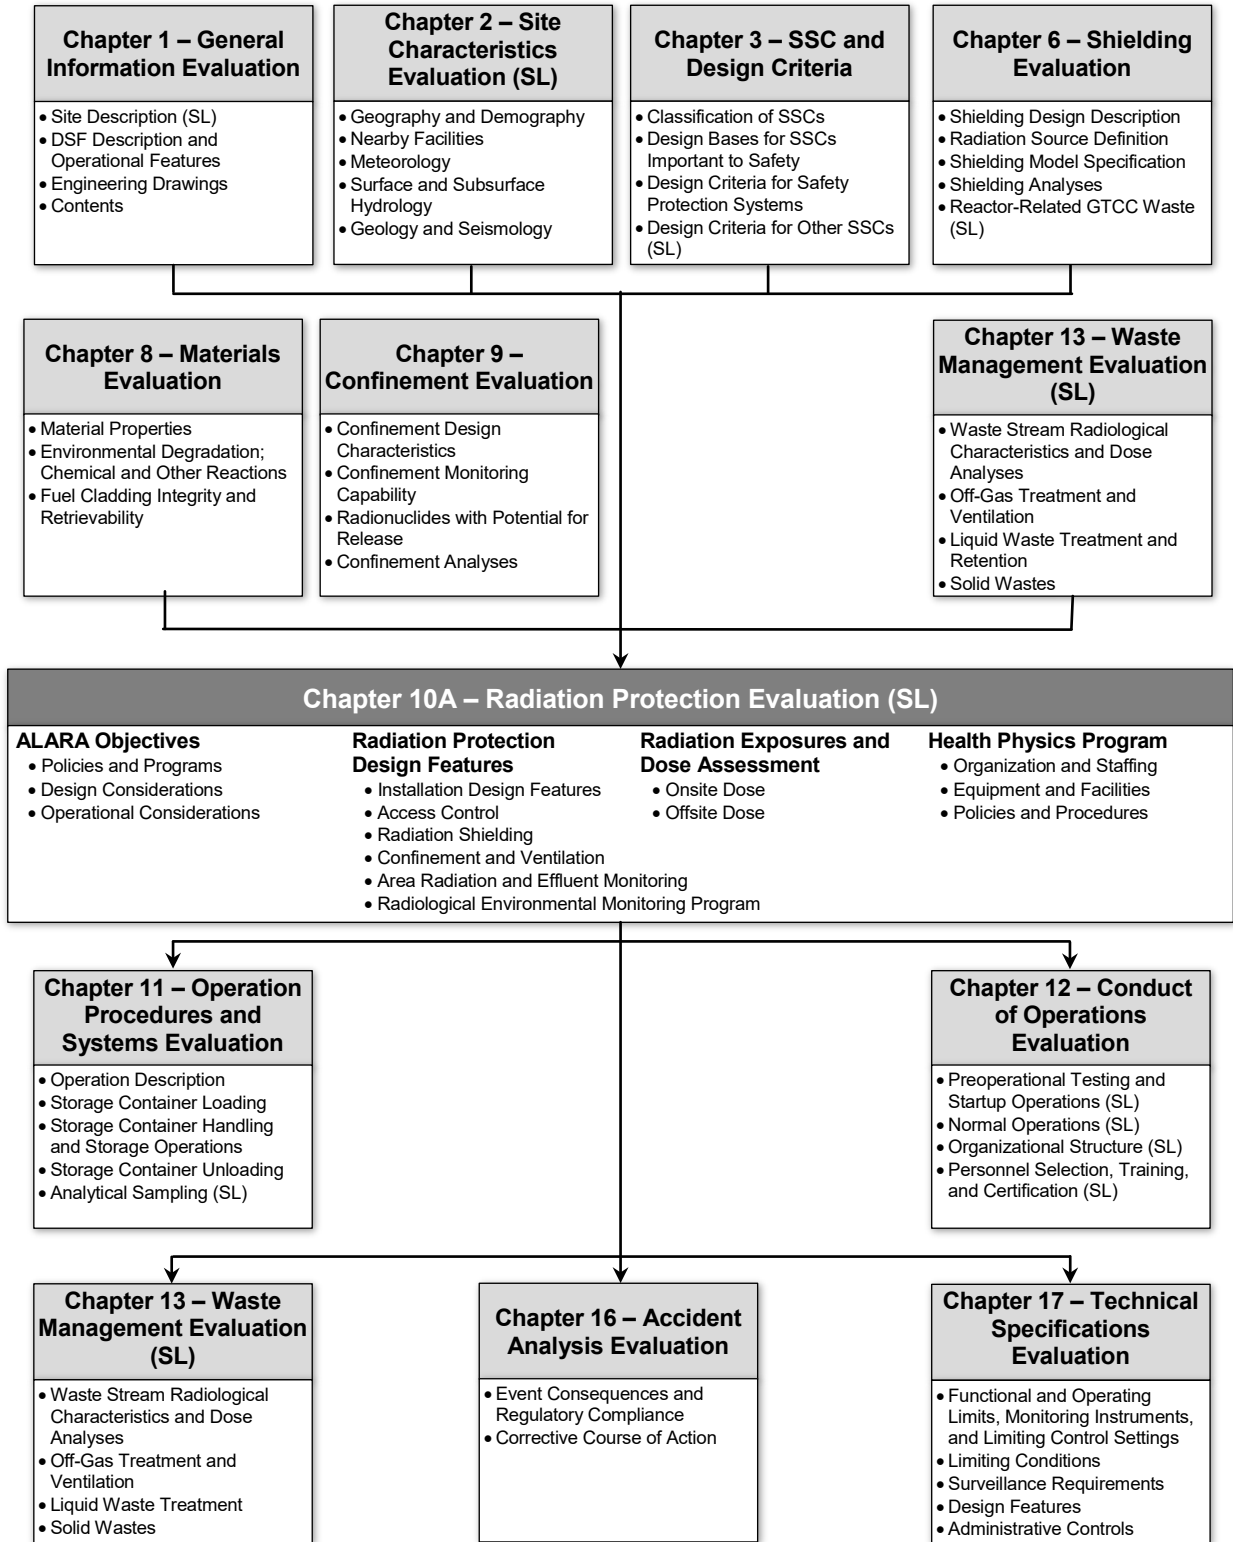 Chapter 1 – General
Information Evaluation
• Site Description (SL)
• DSF Description and
Operational Features
• Engineering Drawings
• Contents
Chapter 2 – Site
Characteristics
Evaluation (SL)
• Geography and Demography
• Nearby Facilities
• Meteorology
• Surface and Subsurface
Hydrology
• Geology and Seismology
Chapter 3 – SSC and
Design Criteria
• Classification of SSCs
• Design Bases for SSCs
Important to Safety
• Design Criteria for Safety
Protection Systems
• Design Criteria for Other SSCs
(SL)
Chapter 6 – Shielding
Evaluation
• Shielding Design Description
• Radiation Source Definition
• Shielding Model Specification
• Shielding Analyses
• Reactor-Related GTCC Waste
(SL)
Chapter 8 – Materials
Evaluation
• Material Properties
• Environmental Degradation;
Chemical and Other Reactions
• Fuel Cladding Integrity and
Retrievability
Chapter 9 –
Confinement Evaluation
• Confinement Design
Characteristics
• Confinement Monitoring
Capability
• Radionuclides with Potential for
Release
• Confinement Analyses
Chapter 13 – Waste
Management Evaluation
(SL)
• Waste Stream Radiological
Characteristics and Dose
Analyses
• Off-Gas Treatment and
Ventilation
• Liquid Waste Treatment and
Retention
• Solid Wastes
Chapter 10A – Radiation Protection Evaluation (SL)
ALARA Objectives
• Policies and Programs
• Design Considerations
• Operational Considerations
Radiation Protection
Design Features
• Installation Design Features
• Access Control
• Radiation Shielding
• Confinement and Ventilation
• Area Radiation and Effluent Monitoring
• Radiological Environmental Monitoring Program
Radiation Exposures and
Dose Assessment
• Onsite Dose
• Offsite Dose
Health Physics Program
• Organization and Staffing
• Equipment and Facilities
• Policies and Procedures
Chapter 11 – Operation
Procedures and
Systems Evaluation
• Operation Description
• Storage Container Loading
• Storage Container Handling
and Storage Operations
• Storage Container Unloading
• Analytical Sampling (SL)
Chapter 12 – Conduct
of Operations
Evaluation
• Preoperational Testing and
Startup Operations (SL)
• Normal Operations (SL)
• Organizational Structure (SL)
• Personnel Selection, Training,
and Certification (SL)
Chapter 13 – Waste
Management Evaluation
(SL)
• Waste Stream Radiological
Characteristics and Dose
Analyses
• Off-Gas Treatment and
Ventilation
• Liquid Waste Treatment
• Solid Wastes
Chapter 16 – Accident
Analysis Evaluation
• Event Consequences and
Regulatory Compliance
• Corrective Course of Action
Chapter 17 – Technical
Specifications
Evaluation
• Functional and Operating
Limits, Monitoring Instruments,
and Limiting Control Settings
• Limiting Conditions
• Surveillance Requirements
• Design Features
• Administrative Controls